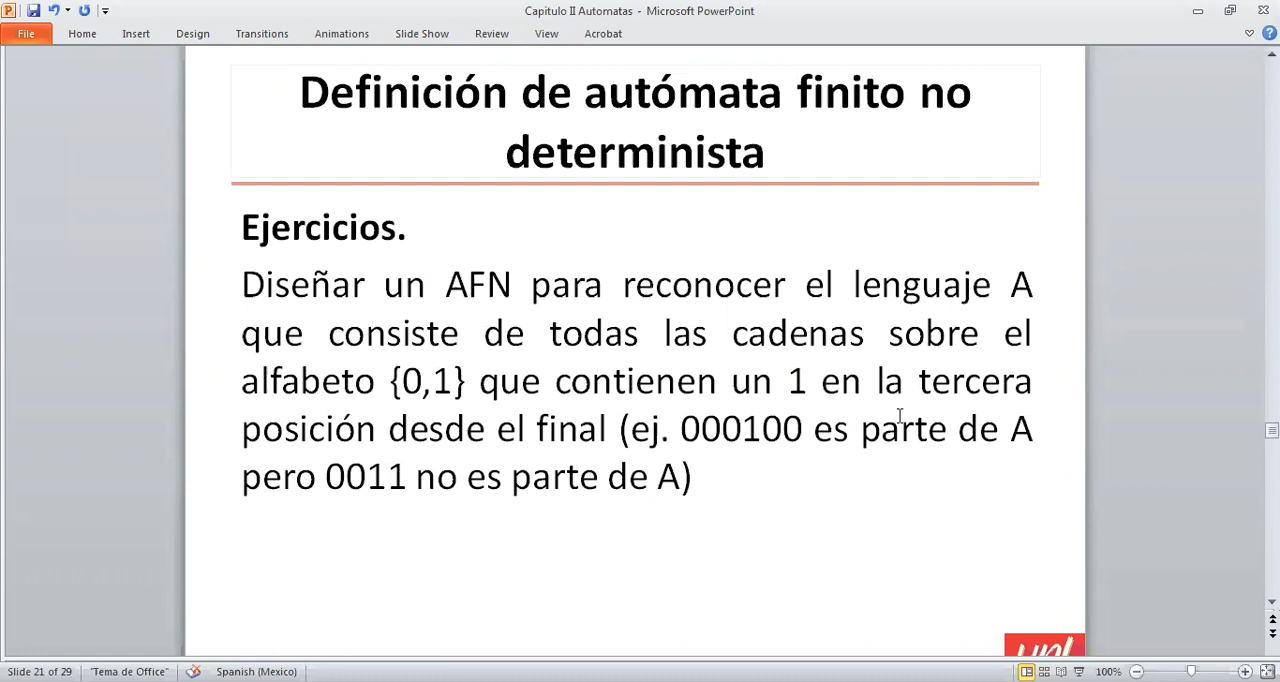 Capitulo II Automatas - Microsoft PowerPoint
File Home Insert Design Transitions Animations Slide Show Review View Acrobat
Definición de autómata finito no
determinista
Ejercicios.
Diseñar un AFN para reconocer el lenguaje A
que consiste de todas las cadenas sobre el
alfabeto {0,1} que contienen un 1 en la tercera
posición desde el final (ej. 000100 es parte de A
pero 0011 no es parte de A)
Slide 21 of 29 "Tema de Office" Spanish (Mexico) 100%